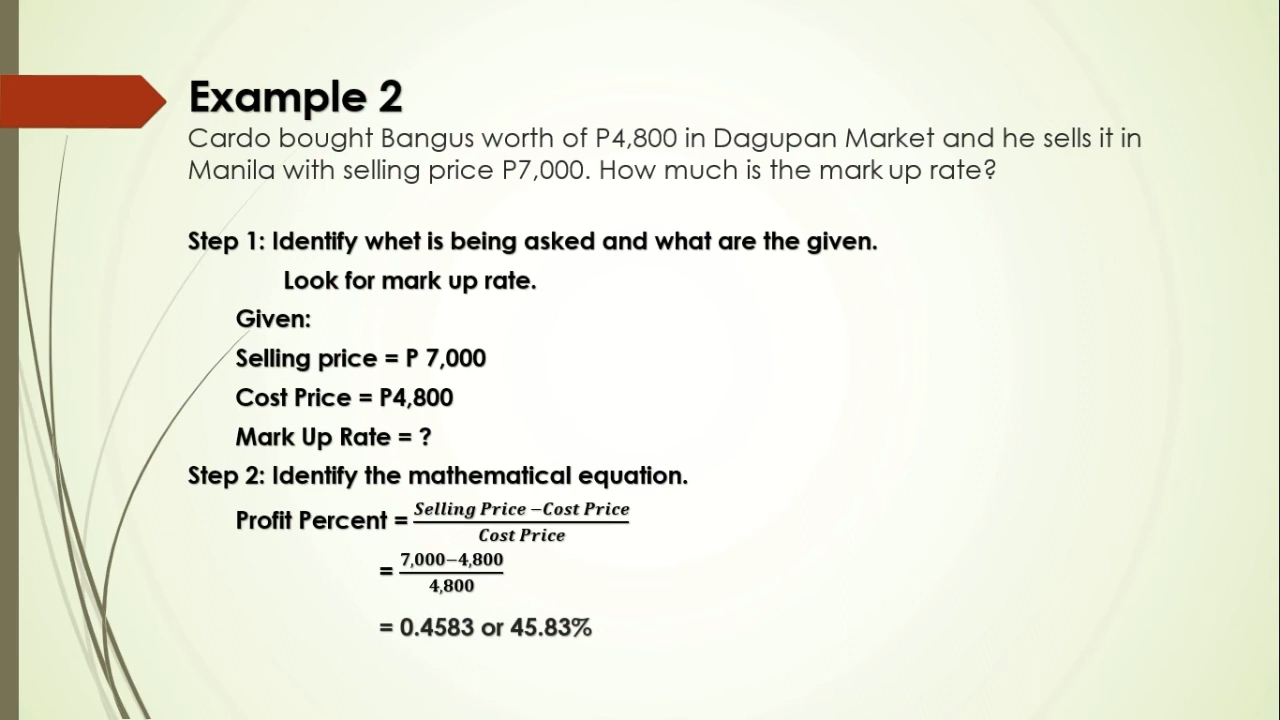 Example 2
Cardo bought Bangus worth of P4,800 in Dagupan Market and he sells it in
Manila with selling price P7,000. How much is the mark up rate?
Step 1: Identify whet is being asked and what are the given.
Look for mark up rate.
Given:
Selling price = P 7,000
Cost Price = P4,800
Mark Up Rate = ?
Step 2: Identify the mathematical equation.
Profit Percent = Selling Price −Cost Price
Cost Price
= 7,000−4,800
4,800
= 0.4583 or 45.83%